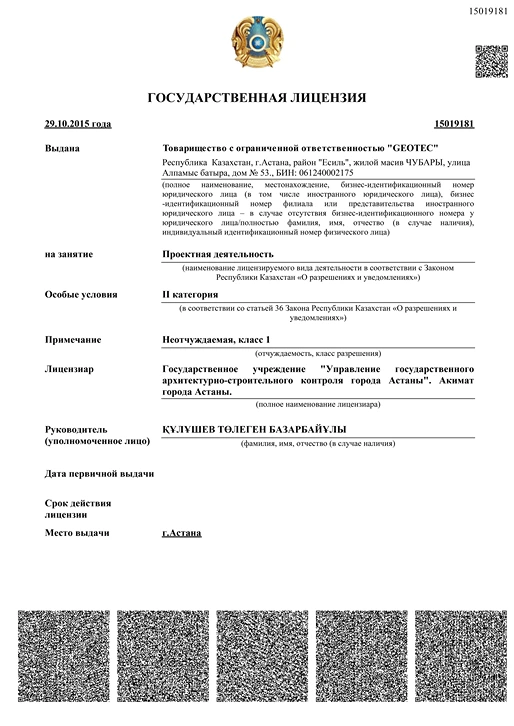 15019181
ГОСУДАРСТВЕННАЯ ЛИЦЕНЗИЯ
29.10.2015 года
15019181
Выдана
Товарищество с ограниченной ответственностью "GEOTEC"
Республика Казахстан, г.Астана, район "Есиль", жилой масив ЧУБАРЫ, улица
Алпамыс батыра, дом № 53., БИН: 061240002175
(полное наименование, местонахождение, бизнес-идентификационный номер
юридического лица (в том числе иностранного юридического лица), бизнес
-идентификационный номер филиала или представительства иностранного
юридического лица – в случае отсутствия бизнес-идентификационного номера у
юридического лица/полностью фамилия, имя, отчество (в случае наличия),
индивидуальный идентификационный номер физического лица)
на занятие
Проектная деятельность
(наименование лицензируемого вида деятельности в соответствии с Законом
Республики Казахстан «О разрешениях и уведомлениях»)
Особые условия
II категория
(в соответствии со статьей 36 Закона Республики Казахстан «О разрешениях и
уведомлениях»)
Примечание
Неотчуждаемая, класс 1
(отчуждаемость, класс разрешения)
Лицензиар
Государственное учреждение "Управление государственного
архитектурно-строительного контроля города Астаны". Акимат
города Астаны.
(полное наименование лицензиара)
Руководитель
(уполномоченное лицо)
ҚҰЛҰШЕВ ТӨЛЕГЕН БАЗАРБАЙҰЛЫ
(фамилия, имя, отчество (в случае наличия)
Дата первичной выдачи
Срок действия
лицензии
Место выдачи
г.Астана